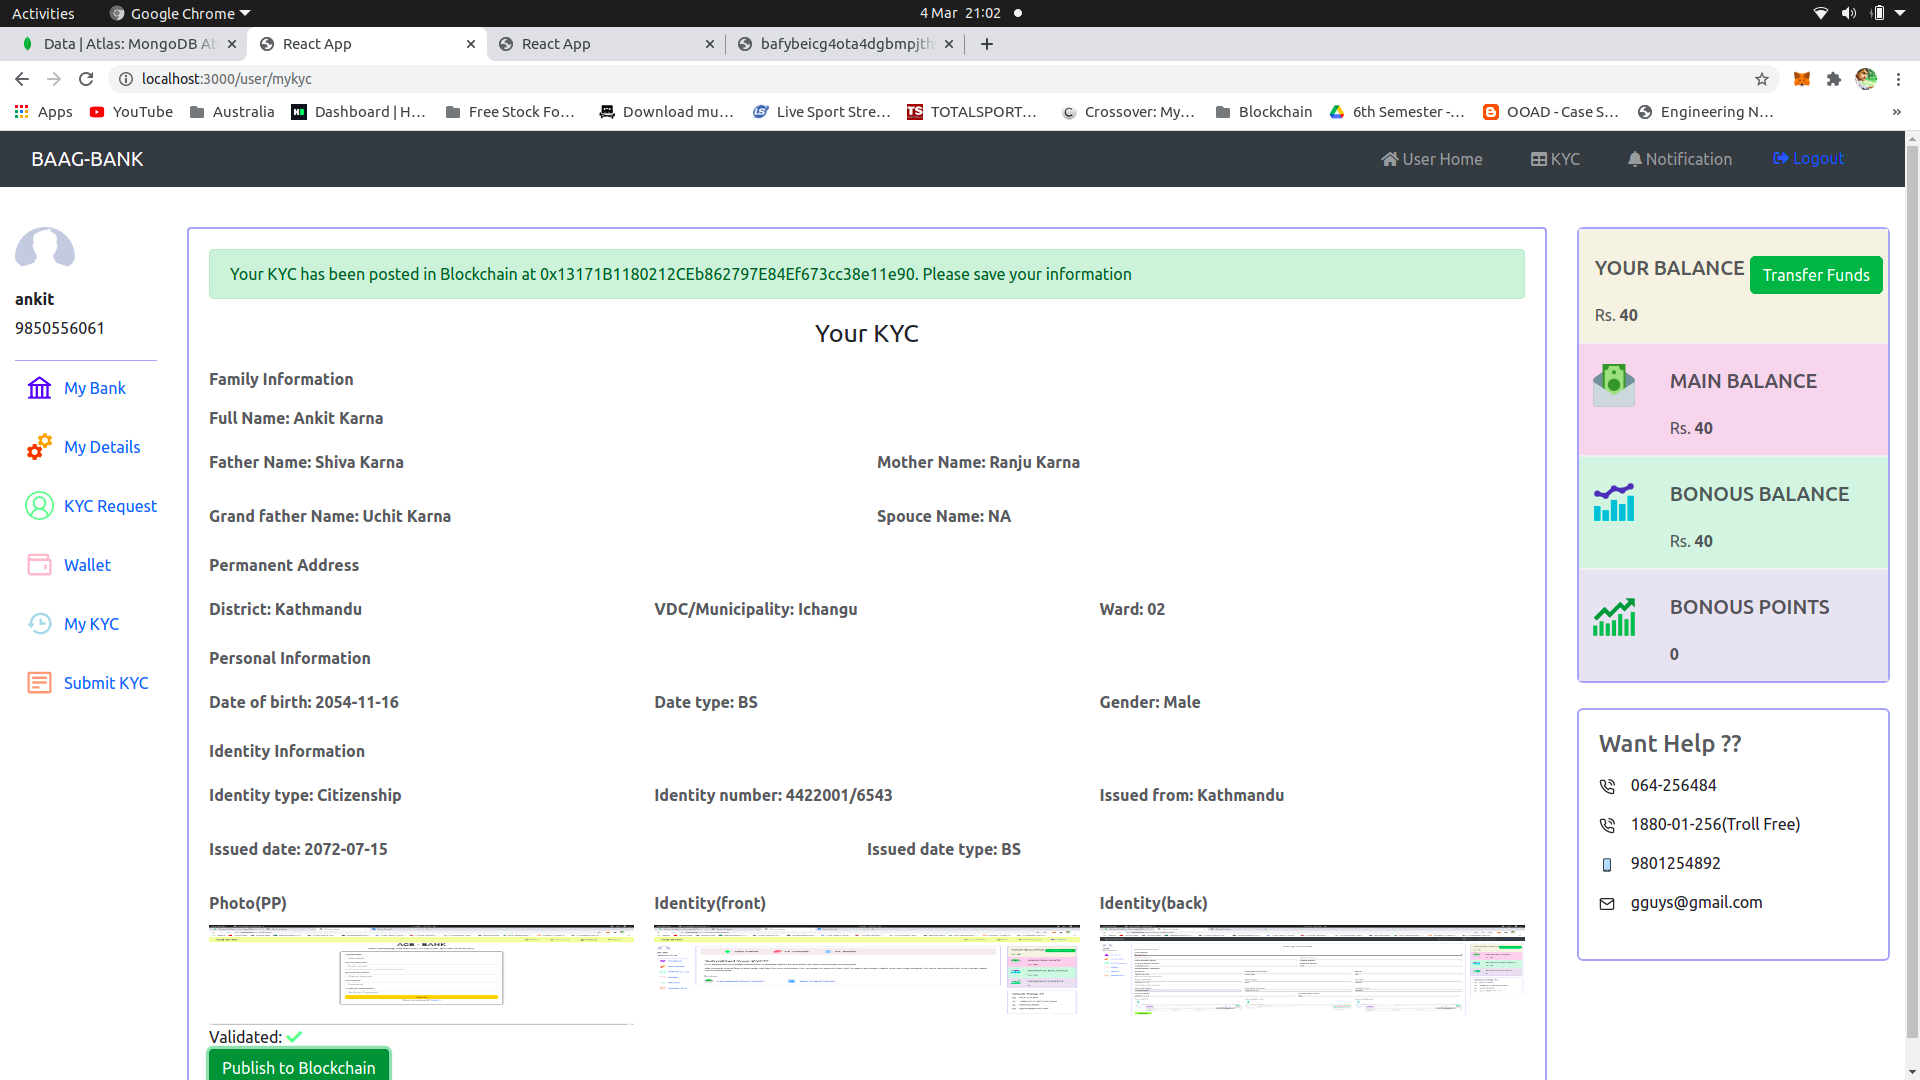 Activities Google Chrome 4 Mar 21:02
Data | Atlas: MongoDB At React App React App bafybeicg4ota4dgbmpjth
localhost:3000/user/mykyc
Apps YouTube Australia Dashboard | H... Free Stock Fo... Download mu... Live Sport Stre... TOTALSPORT... Crossover: My... Blockchain 6th Semester -... OOAD - Case S... Engineering N... »
BAAG-BANK User Home KYC Notification Logout
ankit
9850556061
My Bank
My Details
KYC Request
Wallet
My KYC
Submit KYC
Your KYC has been posted in Blockchain at 0x13171B1180212CEb862797E84Ef673cc38e11e90. Please save your information
Your KYC
Family Information
Full Name: Ankit Karna
Father Name: Shiva Karna Mother Name: Ranju Karna
Grand father Name: Uchit Karna Spouce Name: NA
Permanent Address
District: Kathmandu VDC/Municipality: Ichangu Ward: 02
Personal Information
Date of birth: 2054-11-16 Date type: BS Gender: Male
Identity Information
Identity type: Citizenship Identity number: 4422001/6543 Issued from: Kathmandu
Issued date: 2072-07-15 Issued date type: BS
Photo(PP) Identity(front) Identity(back)
ACE - BANK
Validated:
Publish to Blockchain
YOUR BALANCE Transfer Funds
Rs. 40
MAIN BALANCE
Rs. 40
BONOUS BALANCE
Rs. 40
BONOUS POINTS
0
Want Help ??
064-256484
1880-01-256(Troll Free)
9801254892
gguys@gmail.com